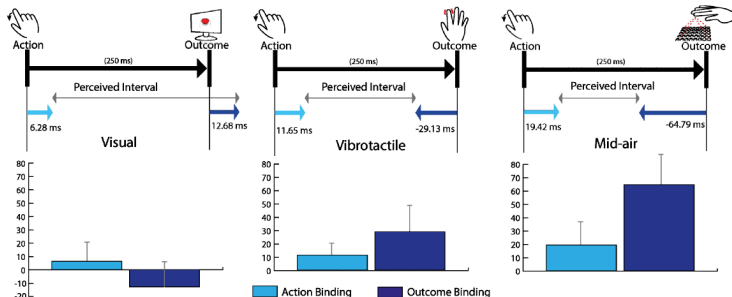 Action Outcome
(250 ms)
Perceived Interval
6.28 ms 12.68 ms
Visual
80
70
60
50
40
30
20
10
0
-10
-20
Action Outcome
(250 ms)
Perceived Interval
11.65 ms -29.13 ms
Vibrotactile
80
70
60
50
40
30
20
10
0
Action Outcome
(250 ms)
Perceived Interval
19.42 ms -64.79 ms
Mid-air
80
70
60
50
40
30
20
10
0
Action Binding Outcome Binding